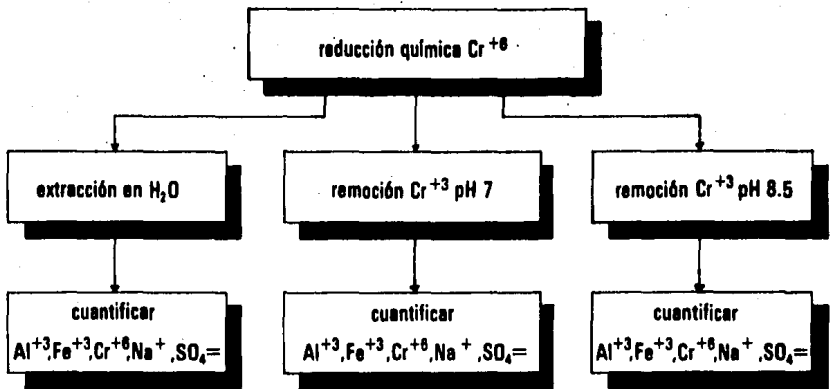 reducción química Cr⁺⁶
extracción en H₂O
remoción Cr⁺³ pH 7
remoción Cr⁺³ pH 8.5
cuantificar
Al⁺³,Fe⁺³,Cr⁺⁶,Na⁺,SO₄=
cuantificar
Al⁺³,Fe⁺³,Cr⁺⁶,Na⁺,SO₄=
cuantificar
Al⁺³,Fe⁺³,Cr⁺⁶,Na⁺,SO₄=